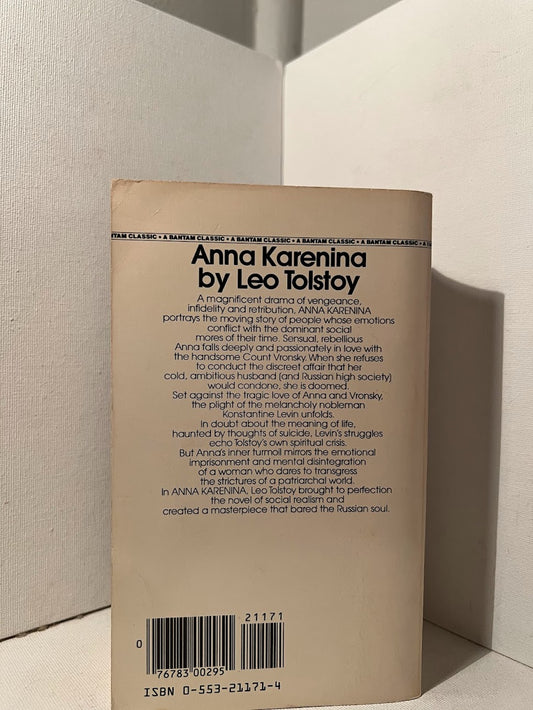 NTAM CLASSIC • A BANTAM CLASSIC • A BANTAM CLASSIC • A BANTAM CLASSIC • A BANTAM CLASSIC • A B
Anna Karenina
by Leo Tolstoy
A magnificent drama of vengeance,
infidelity and retribution, ANNA KARENINA
portrays the moving story of people whose emotions
conflict with the dominant social
mores of their time. Sensual, rebellious
Anna falls deeply and passionately in love with
the handsome Count Vronsky. When she refuses
to conduct the discreet affair that her
cold, ambitious husband (and Russian high society)
would condone, she is doomed.
Set against the tragic love of Anna and Vronsky,
the plight of the melancholy nobleman
Konstantine Levin unfolds.
In doubt about the meaning of life,
haunted by thoughts of suicide, Levin's struggles
echo Tolstoy's own spiritual crisis.
But Anna's inner turmoil mirrors the emotional
imprisonment and mental disintegration
of a woman who dares to transgress
the strictures of a patriarchal world.
In ANNA KARENINA, Leo Tolstoy brought to perfection
the novel of social realism and
created a masterpiece that bared the Russian soul.
21171
0
76783 00295
ISBN 0-553-21171-4